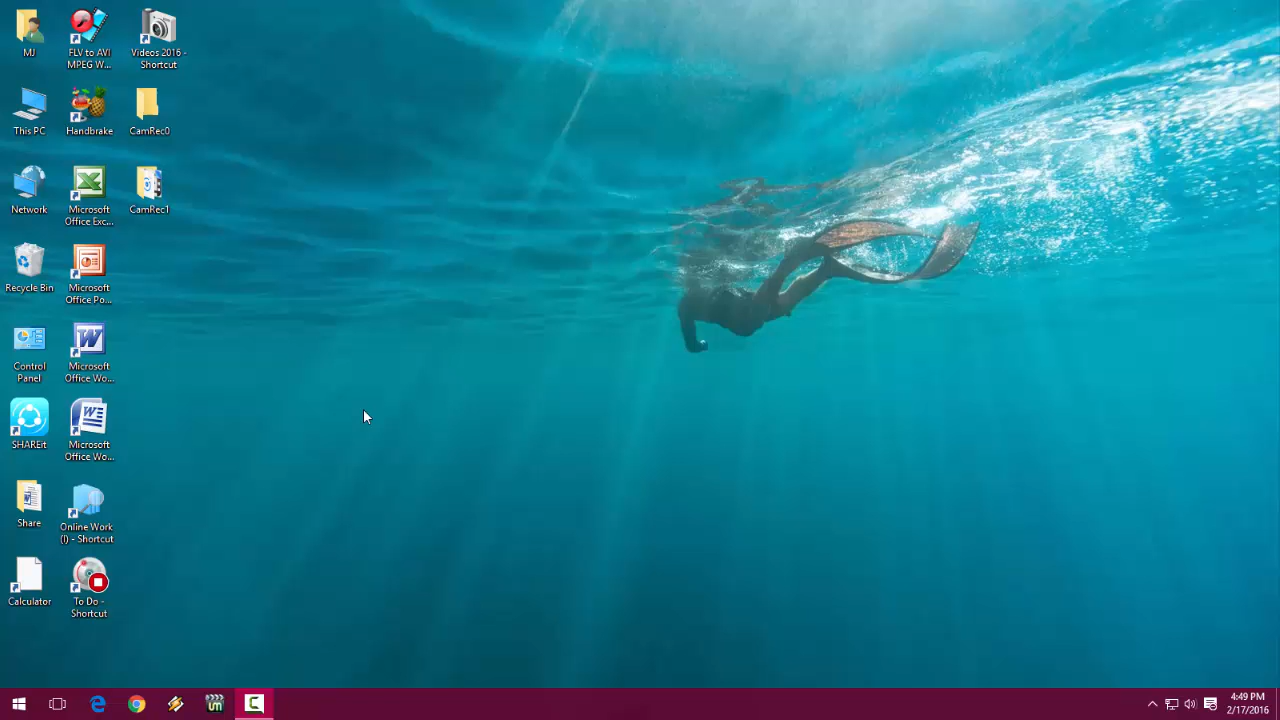 MJ
FLV to AVI
MPEG W...
Videos 2016 -
Shortcut
This PC
Handbrake
CamRec0
Network
Microsoft
Office Exc...
CamRec1
Recycle Bin
Microsoft
Office Po...
Control
Panel
Microsoft
Office Wo...
SHAREit
Microsoft
Office Wo...
Share
Online Work
(I) - Shortcut
Calculator
To Do -
Shortcut
4:49 PM
2/17/2016